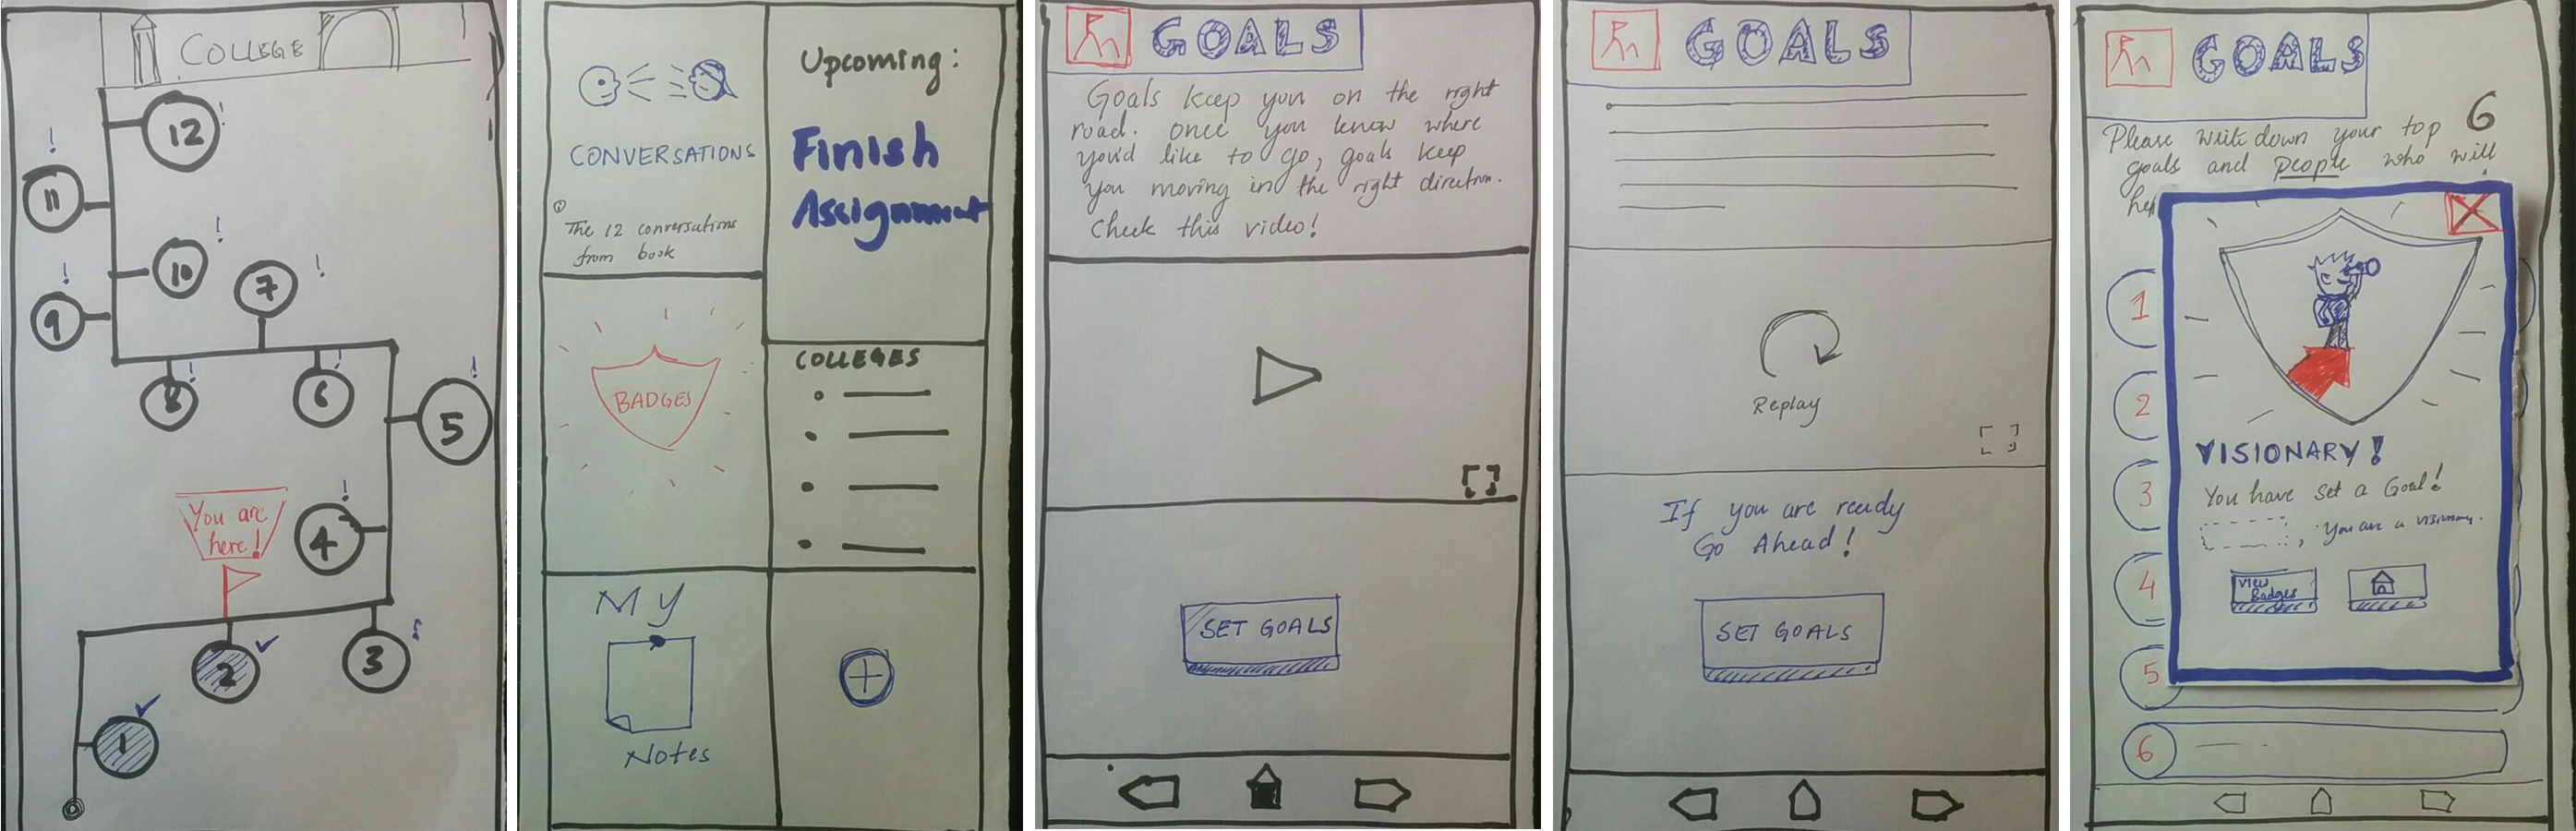 COLLEGE
12
11
10
9
7
8
6
5
You are
here!
4
2
3
1
CONVERSATIONS
The 12 conversations
from book
Upcoming:
Finish
Assignment
BADGES
COLLEGES
My
Notes
GOALS
Goals keep you on the right
road. Once you know where
you'd like to go, goals keep
you moving in the right direction.
Check this video!
SET GOALS
GOALS
Replay
If you are ready
Go Ahead!
SET GOALS
GOALS
Please write down your top 6
goals and people who will
hel
1
2
3
4
5
6
VISIONARY!
You have set a Goal!
, You are a visionary.
View
Badges